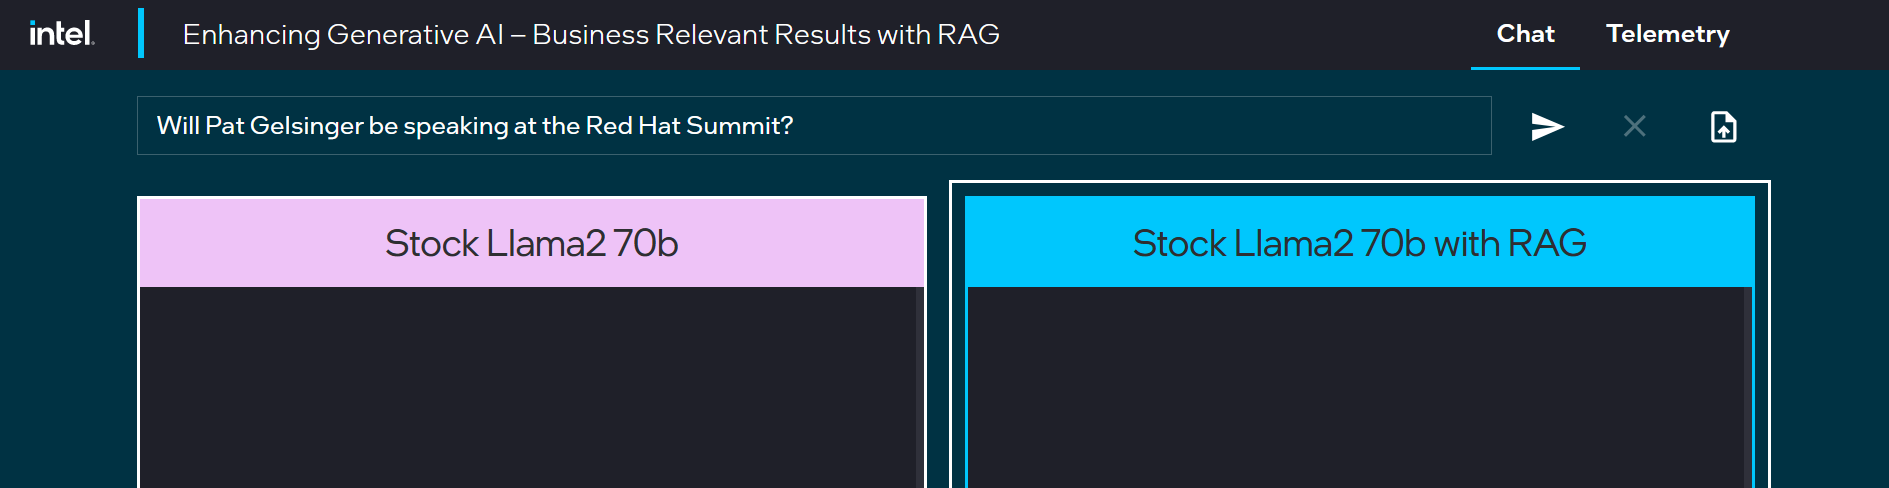 intel.
Enhancing Generative AI – Business Relevant Results with RAG
Chat
Telemetry
Will Pat Gelsinger be speaking at the Red Hat Summit?
Stock Llama2 70b
Stock Llama2 70b with RAG